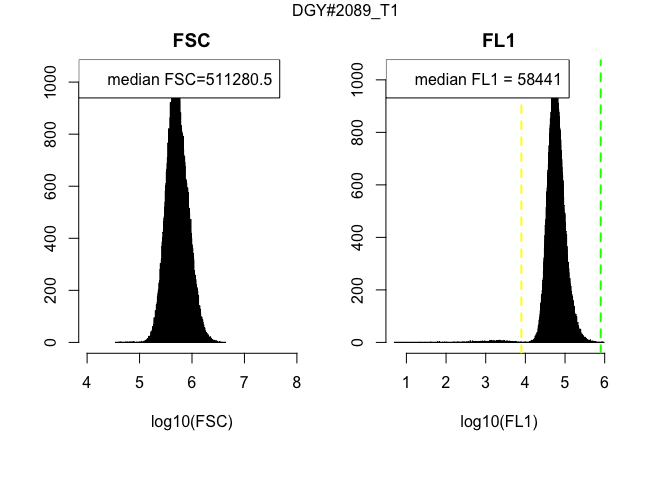 DGY#2089_T1
FSC
FL1
median FSC=511280.5
median FL1 = 58441
0 200 400 600 800 1000
0 200 400 600 800 1000
4 5 6 7 8
1 2 3 4 5 6
log10(FSC)
log10(FL1)